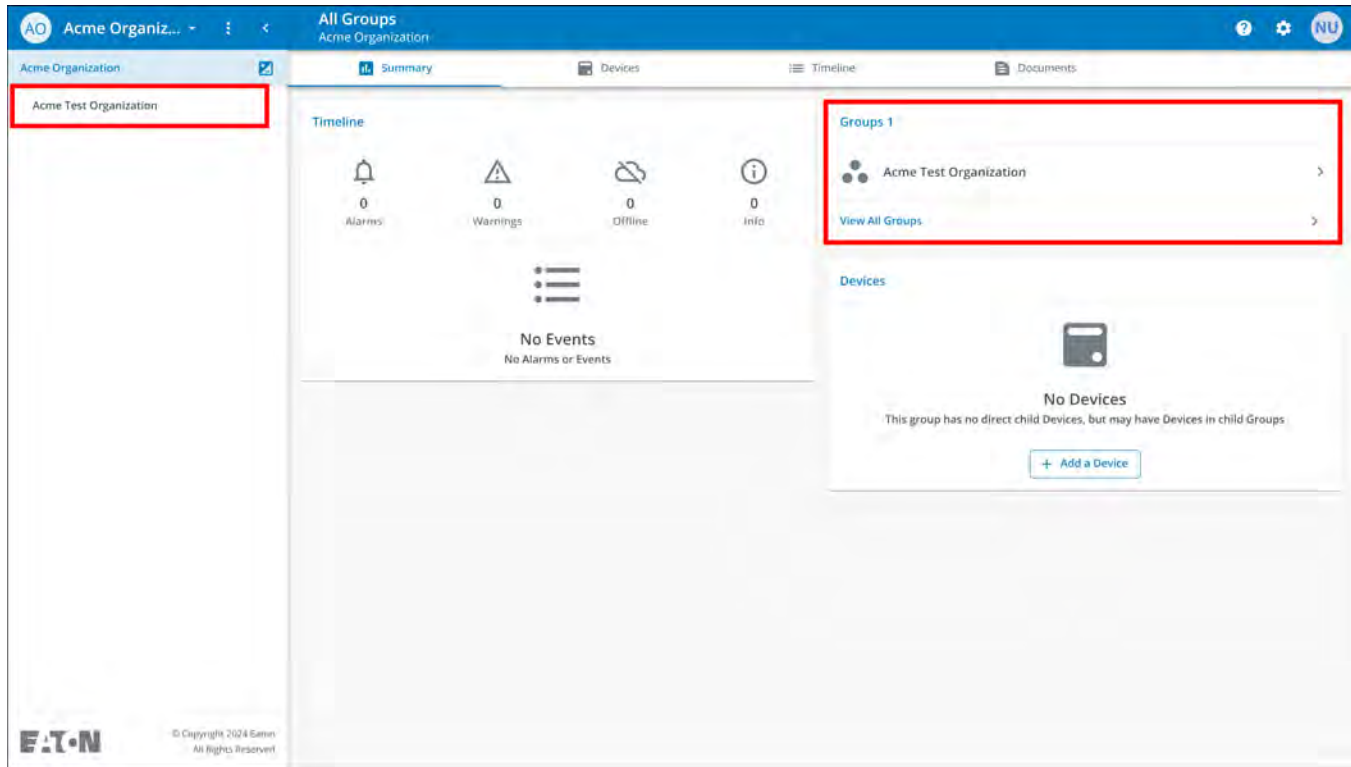 AO Acme Organiz... All Groups NU
Acme Organization
Acme Organization Summary Devices Timeline Documents
Acme Test Organization
Timeline
0 0 0 0
Alarms Warnings Offline Info
No Events
No Alarms or Events
Groups 1
Acme Test Organization
View All Groups
Devices
No Devices
This group has no direct child Devices, but may have Devices in child Groups
+ Add a Device
EATON
© Copyright 2024 Eaton
All Rights Reserved